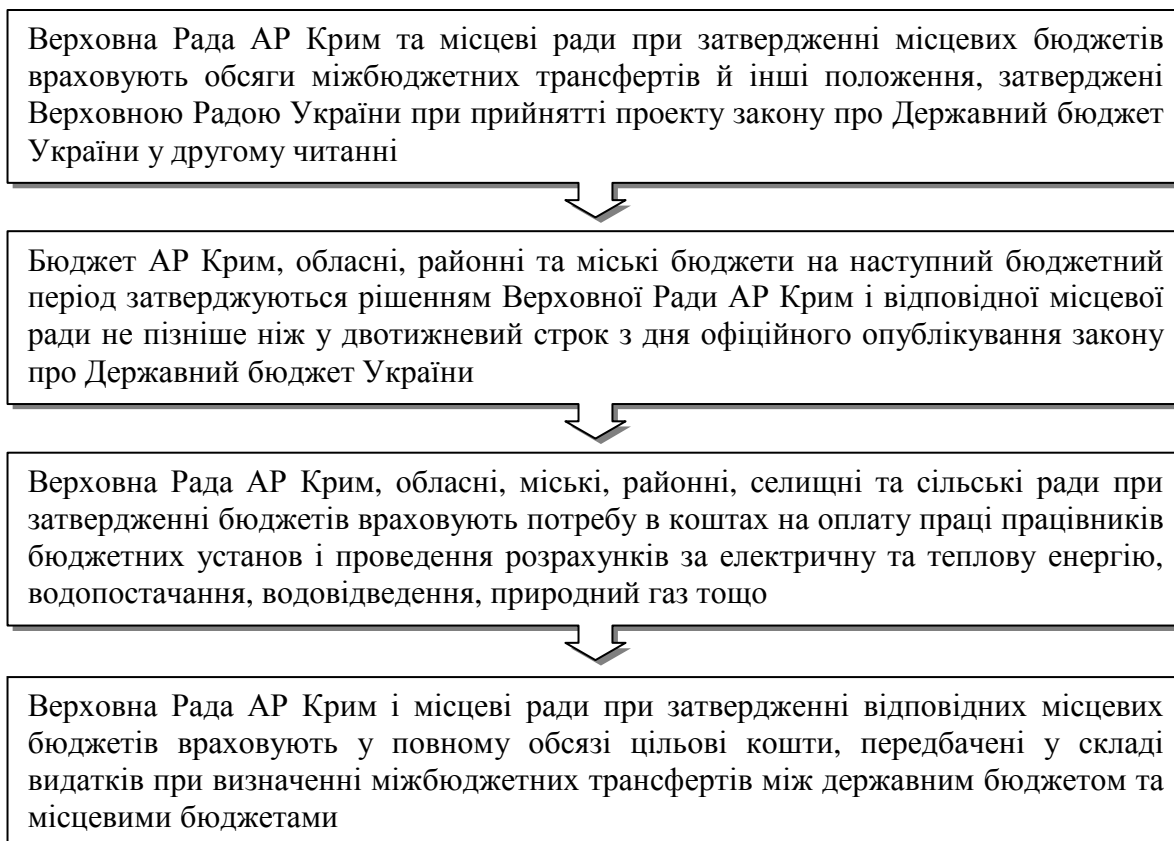 Верховна Рада АР Крим та місцеві ради при затвердженні місцевих бюджетів
враховують обсяги міжбюджетних трансфертів й інші положення, затверджені
Верховною Радою України при прийнятті проекту закону про Державний бюджет
України у другому читанні
Бюджет АР Крим, обласні, районні та міські бюджети на наступний бюджетний
період затверджуються рішенням Верховної Ради АР Крим і відповідної місцевої
ради не пізніше ніж у двотижневий строк з дня офіційного опублікування закону
про Державний бюджет України
Верховна Рада АР Крим, обласні, міські, районні, селищні та сільські ради при
затвердженні бюджетів враховують потребу в коштах на оплату праці працівників
бюджетних установ і проведення розрахунків за електричну та теплову енергію,
водопостачання, водовідведення, природний газ тощо
Верховна Рада АР Крим і місцеві ради при затвердженні відповідних місцевих
бюджетів враховують у повному обсязі цільові кошти, передбачені у складі
видатків при визначенні міжбюджетних трансфертів між державним бюджетом та
місцевими бюджетами